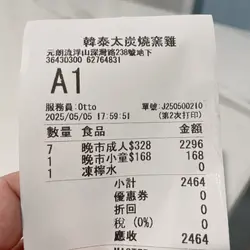 韓泰太炭燒窯雞
元朗流浮山深灣路238號地下
36430300 62764831
A1
服務員:Otto 單號:J250500210
2025/05/05 17:59:51 (第2次打印)
數量 食品 金額
7 晚市成人$328 2296
1 晚市小童$168 168
1 凍檸水 0
小計 2464
優惠券 0
折回 0
稅 (0%) 0
應收 2464